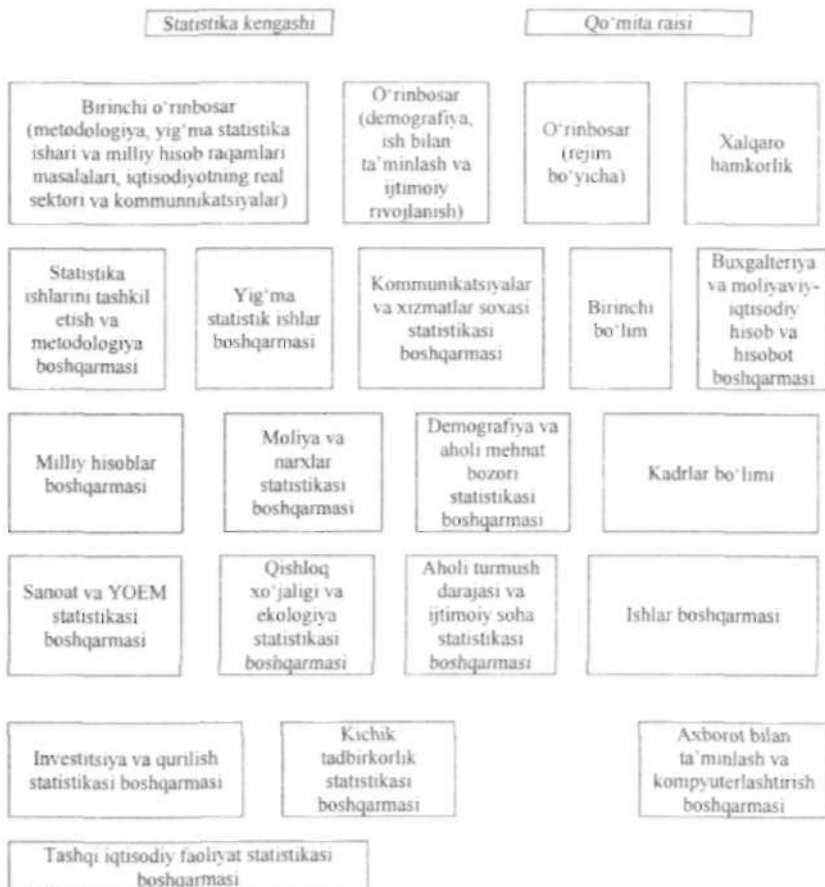 Statistika kengashi
Qo‘mita raisi
Birinchi o‘rinbosar
(metodologiya, yig‘ma statistika
ishari va milliy hisob raqamlari
masalalari, iqtisodiyotning real
sektori va kommunnikatsiyalar)
O‘rinbosar
(demografiya,
ish bilan
ta’minlash va
ijtimoiy
rivojlanish)
O‘rinbosar
(rejim
bo‘yicha)
Xalqaro
hamkorlik
Statistika
ishlarini tashkil
etish va
metodologiya
boshqarmasi
Yig‘ma
statistik ishlar
boshqarmasi
Kommunikatsiyalar
va xizmatlar soxasi
statistikasi
boshqarmasi
Birinchi
bo‘lim
Buxgalteriya
va moliyaviy-
iqtisodiy
hisob va
hisobot
boshqarmasi
Milliy hisoblar
boshqarmasi
Moliya va
narxlar
statistikasi
boshqarmasi
Demografiya va
aholi mehnat
bozori
statistikasi
boshqarmasi
Kadrlar bo‘limi
Sanoat va YOEM
statistikasi
boshqarmasi
Qishloq
xo‘jaligi va
ekologiya
statistikasi
boshqarmasi
Aholi turmush
darajasi va
ijtimoiy soha
statistikasi
boshqarmasi
Ishlar boshqarmasi
Investitsiya va qurilish
statistikasi boshqarmasi
Kichik
tadbirkorlik
statistikasi
boshqarmasi
Axborot bilan
ta’minlash va
kompyuterlashtirish
boshqarmasi
Tashqi iqtisodiy faoliyat statistikasi
boshqarmasi